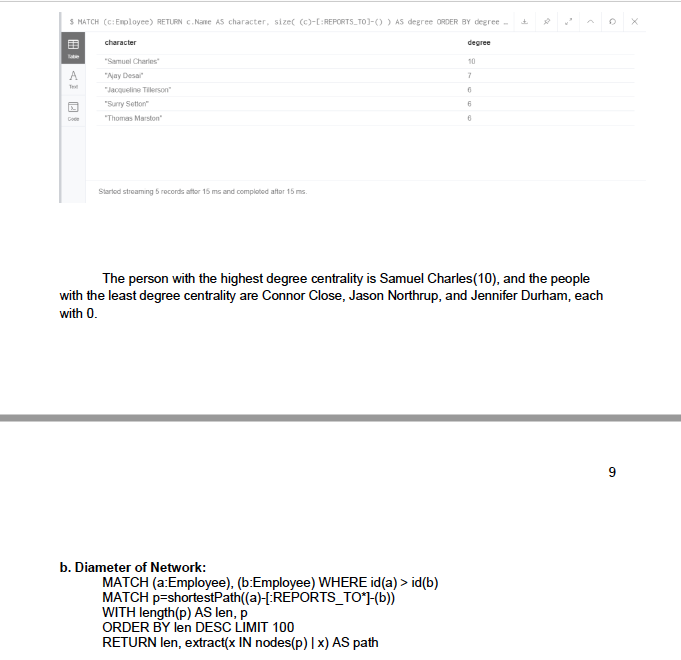 $ MATCH (c:Employee) RETURN c.Name AS character, size( (c)-[:REPORTS_TO]-() ) AS degree ORDER BY degree …
character degree
Table
"Samuel Charles" 10
A
"Ajay Desai" 7
Text
"Jacqueline Tillerson" 6
"Surry Setton" 6
Code
"Thomas Marston" 6
Started streaming 5 records after 15 ms and completed after 15 ms.
The person with the highest degree centrality is Samuel Charles(10), and the people
with the least degree centrality are Connor Close, Jason Northrup, and Jennifer Durham, each
with 0.
9
b. Diameter of Network:
MATCH (a:Employee), (b:Employee) WHERE id(a) > id(b)
MATCH p=shortestPath((a)-[:REPORTS_TO*]-(b))
WITH length(p) AS len, p
ORDER BY len DESC LIMIT 100
RETURN len, extract(x IN nodes(p) | x) AS path